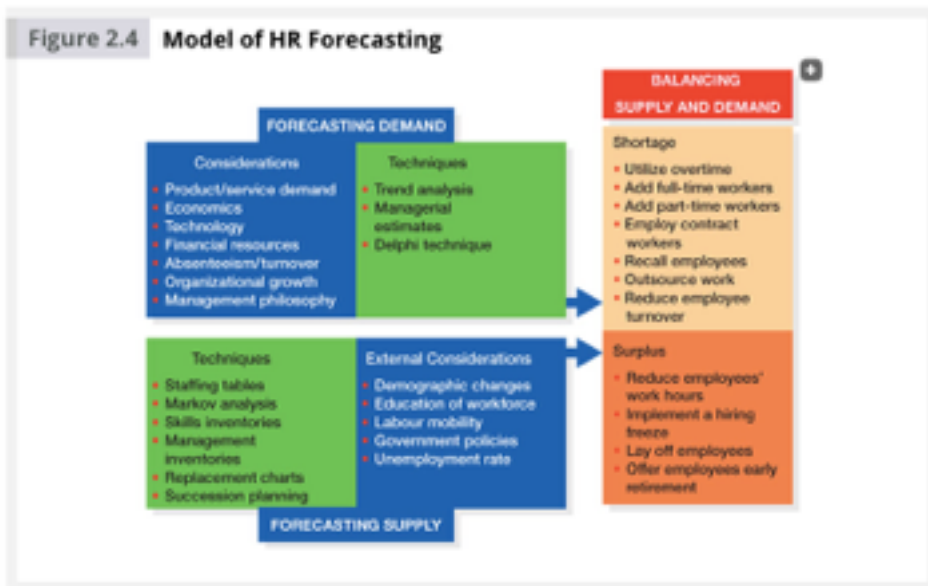 Figure 2.4 Model of HR Forecasting
FORECASTING DEMAND
Considerations
• Product/service demand
• Economics
• Technology
• Financial resources
• Absenteeism/turnover
• Organizational growth
• Management philosophy
Techniques
• Trend analysis
• Managerial
estimates
• Delphi technique
Techniques
• Staffing tables
• Markov analysis
• Skills inventories
• Management
inventories
• Replacement charts
• Succession planning
External Considerations
• Demographic changes
• Education of workforce
• Labour mobility
• Government policies
• Unemployment rate
FORECASTING SUPPLY
BALANCING
SUPPLY AND DEMAND
Shortage
• Utilize overtime
• Add full-time workers
• Add part-time workers
• Employ contract
workers
• Recall employees
• Outsource work
• Reduce employee
turnover
Surplus
• Reduce employees'
work hours
• Implement a hiring
freeze
• Lay off employees
• Offer employees early
retirement